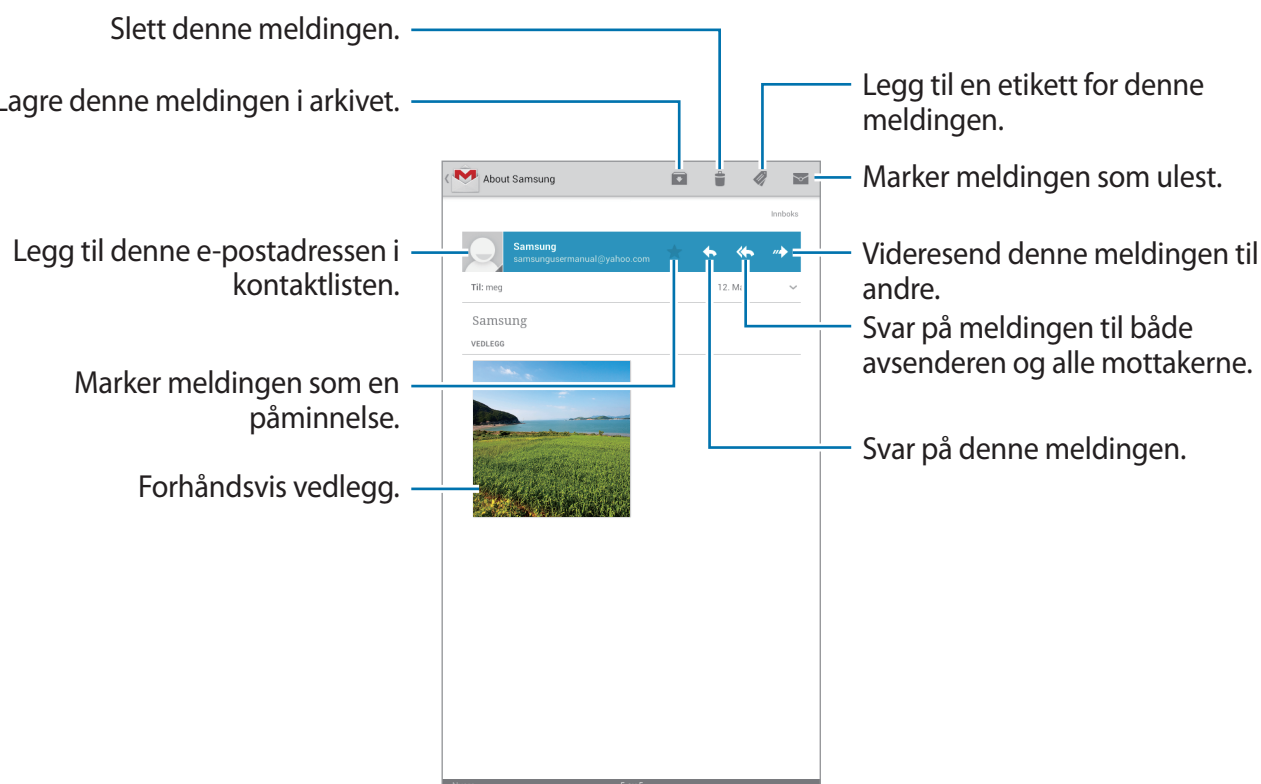 Slett denne meldingen.
Lagre denne meldingen i arkivet.
Legg til en etikett for denne
meldingen.
About Samsung
Marker meldingen som ulest.
Innboks
Legg til denne e-postadressen i
kontaktlisten.
Samsung
samsungusermanual@yahoo.com
Videresend denne meldingen til
andre.
Til: meg
12. Ma
Svar på meldingen til både
avsenderen og alle mottakerne.
Samsung
VEDLEGG
Marker meldingen som en
påminnelse.
Svar på denne meldingen.
Forhåndsvis vedlegg.